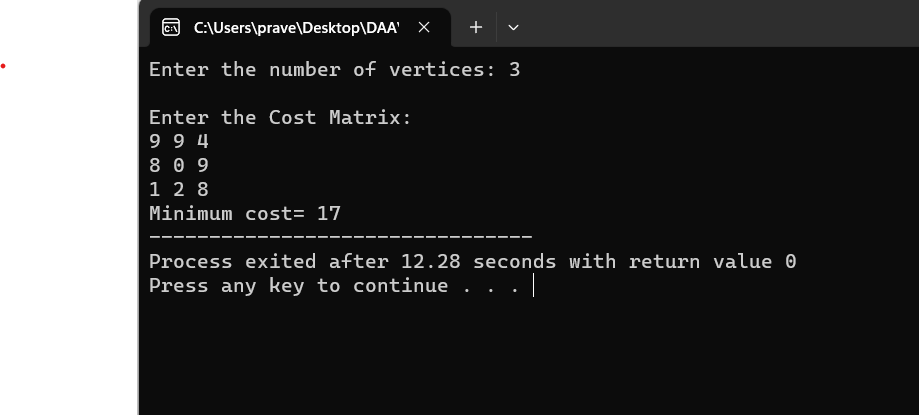 C:\Users\prave\Desktop\DAA\
Enter the number of vertices: 3
Enter the Cost Matrix:
9 9 4
8 0 9
1 2 8
Minimum cost= 17
--------------------------------
Process exited after 12.28 seconds with return value 0
Press any key to continue . . .